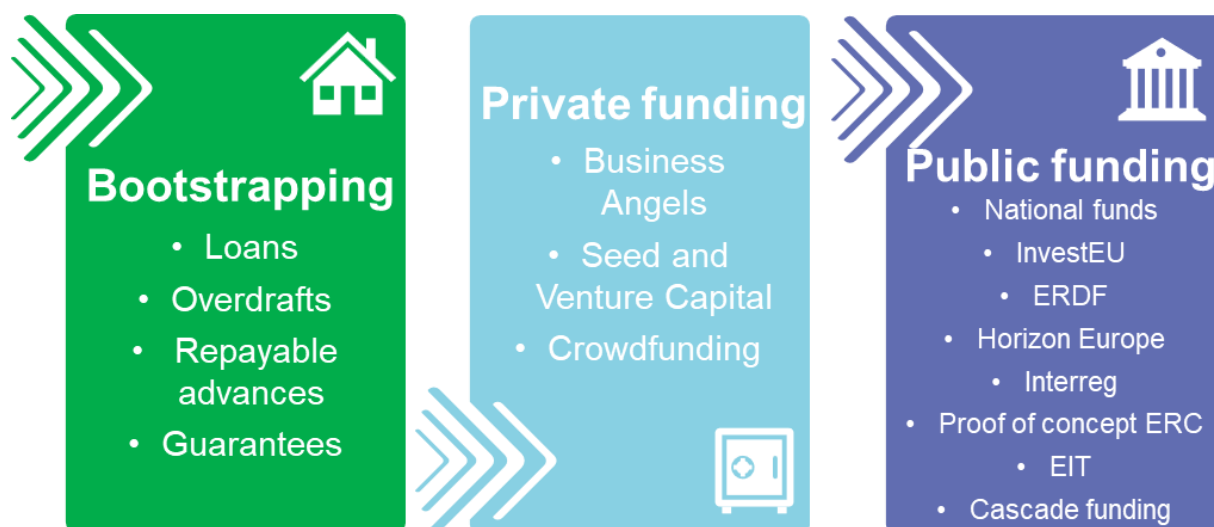 Bootstrapping
• Loans
• Overdrafts
• Repayable
advances
• Guarantees
Private funding
• Business
Angels
• Seed and
Venture Capital
• Crowdfunding
Public funding
• National funds
• InvestEU
• ERDF
• Horizon Europe
• Interreg
• Proof of concept ERC
• EIT
• Cascade funding